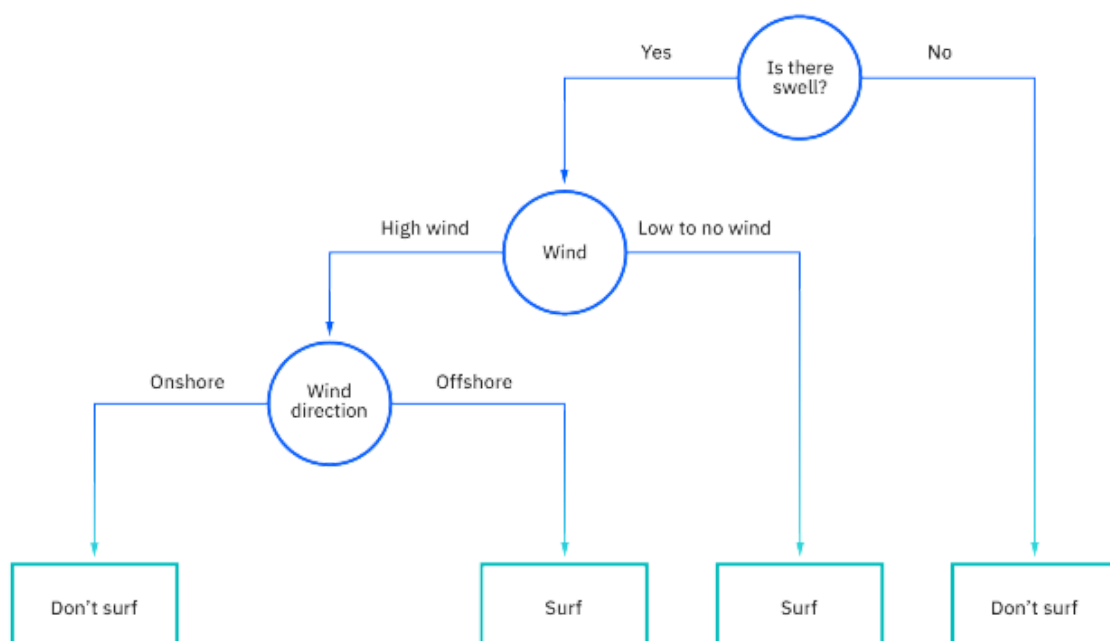 Yes
Is there
swell?
No
High wind
Wind
Low to no wind
Onshore
Wind
direction
Offshore
Don’t surf
Surf
Surf
Don’t surf